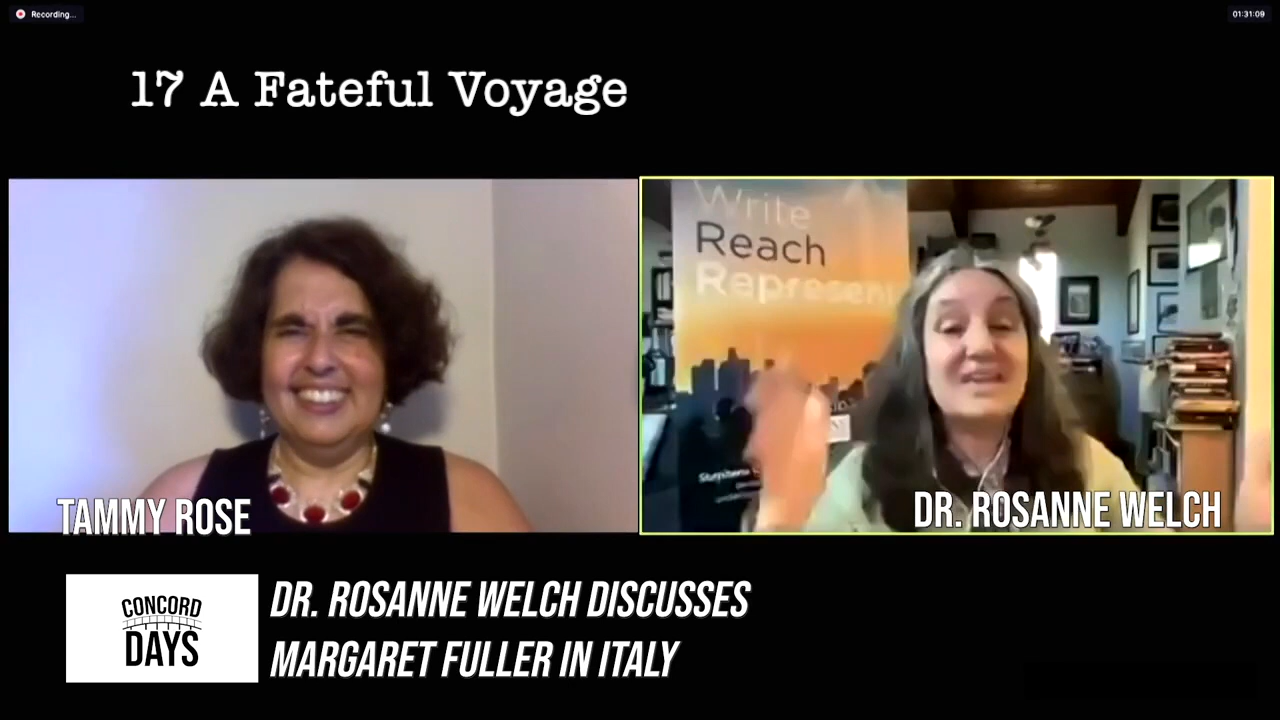 Recording...
01:31:09
17 A Fateful Voyage
Write
Reach
Represent
TAMMY ROSE
DR. ROSANNE WELCH
CONCORD
DAYS
DR. ROSANNE WELCH DISCUSSES
MARGARET FULLER IN ITALY